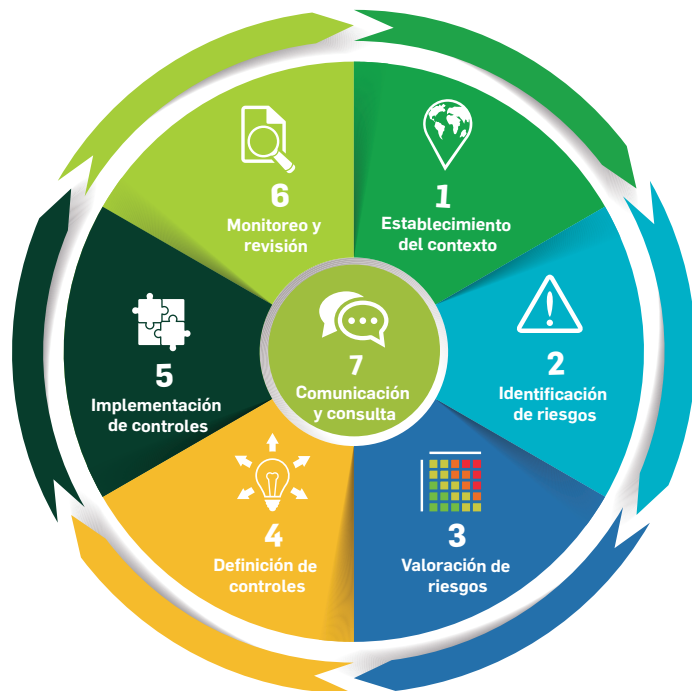 1
Establecimiento
del contexto
2
Identificación
de riesgos
3
Valoración de
riesgos
4
Definición de
controles
5
Implementación
de controles
6
Monitoreo y
revisión
7
Comunicación
y consulta